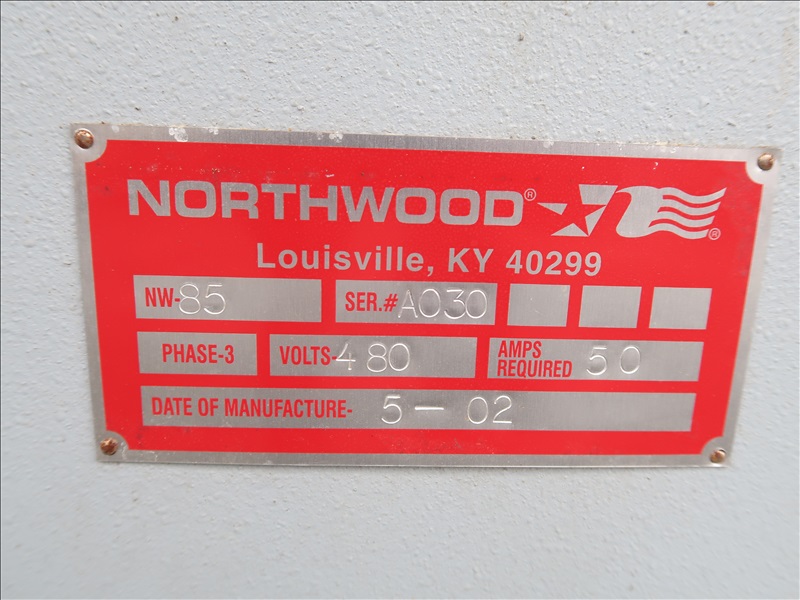 NORTHWOOD®
®
Louisville, KY 40299
NW-85 SER.#A030
PHASE-3 VOLTS-480 AMPS REQUIRED 50
DATE OF MANUFACTURE- 5-02